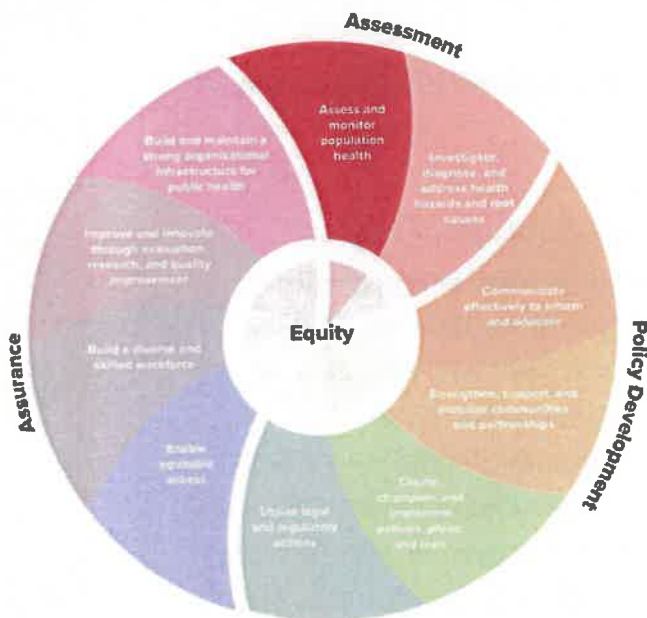 Assessment
Assess and
monitor
population
health
Investigate,
diagnose, and
address health
hazards and root
causes
Communicate
effectively to inform
and educate
Strengthen, support, and
mobilize communities
and partnerships
Create,
champion, and
implement
policies, plans,
and laws
Utilize legal
and regulatory
actions
Enable
equitable
access
Build a diverse and
skilled workforce
Improve and innovate
through evaluation,
research, and quality
improvement
Build and maintain a
strong organizational
infrastructure for
public health
Equity
Assurance
Policy Development